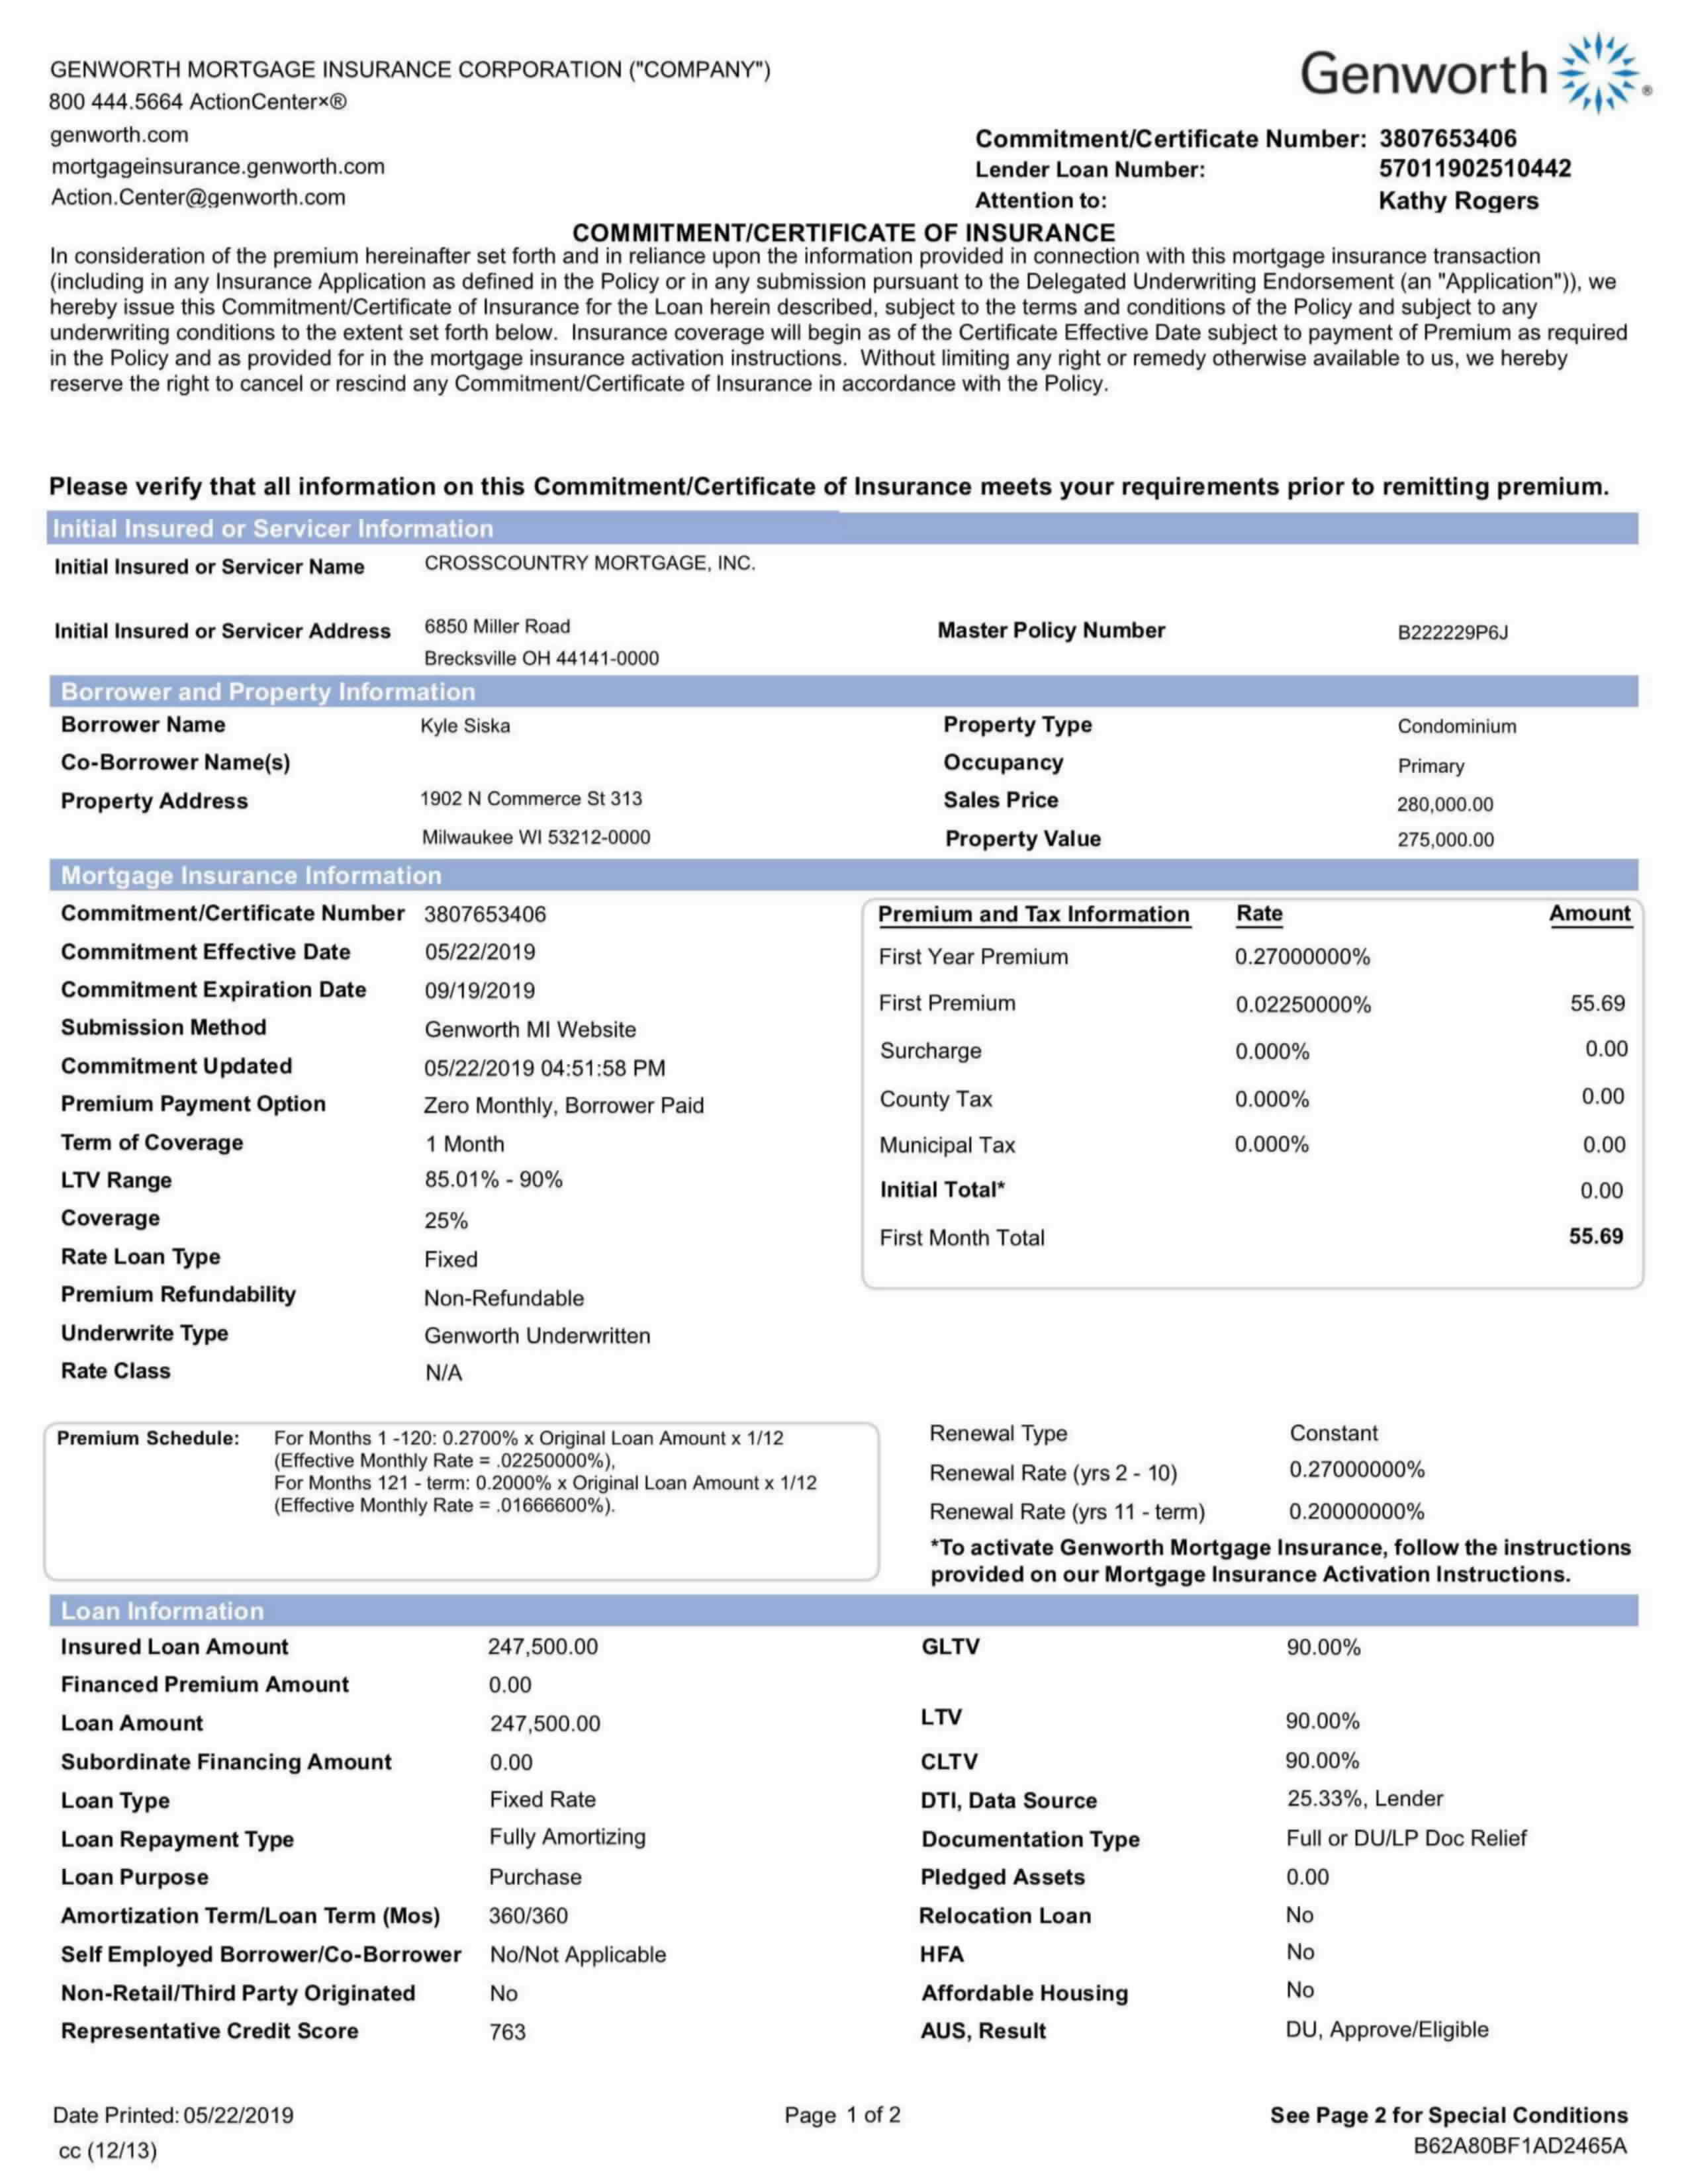 GENWORTH MORTGAGE INSURANCE CORPORATION ("COMPANY")
800 444.5664 ActionCenter×®
genworth.com
mortgageinsurance.genworth.com
Action.Center@genworth.com
Genworth ®
Commitment/Certificate Number: 3807653406
Lender Loan Number: 57011902510442
Attention to: Kathy Rogers
COMMITMENT/CERTIFICATE OF INSURANCE
In consideration of the premium hereinafter set forth and in reliance upon the information provided in connection with this mortgage insurance transaction
(including in any Insurance Application as defined in the Policy or in any submission pursuant to the Delegated Underwriting Endorsement (an "Application")), we
hereby issue this Commitment/Certificate of Insurance for the Loan herein described, subject to the terms and conditions of the Policy and subject to any
underwriting conditions to the extent set forth below. Insurance coverage will begin as of the Certificate Effective Date subject to payment of Premium as required
in the Policy and as provided for in the mortgage insurance activation instructions. Without limiting any right or remedy otherwise available to us, we hereby
reserve the right to cancel or rescind any Commitment/Certificate of Insurance in accordance with the Policy.
Please verify that all information on this Commitment/Certificate of Insurance meets your requirements prior to remitting premium.
Initial Insured or Servicer Information
Initial Insured or Servicer Name CROSSCOUNTRY MORTGAGE, INC.
Initial Insured or Servicer Address 6850 Miller Road Master Policy Number B222229P6J
Brecksville OH 44141-0000
Borrower and Property Information
Borrower Name Kyle Siska Property Type Condominium
Co-Borrower Name(s) Occupancy Primary
Property Address 1902 N Commerce St 313 Sales Price 280,000.00
Milwaukee WI 53212-0000 Property Value 275,000.00
Mortgage Insurance Information
Commitment/Certificate Number 3807653406
Commitment Effective Date 05/22/2019
Commitment Expiration Date 09/19/2019
Submission Method Genworth MI Website
Commitment Updated 05/22/2019 04:51:58 PM
Premium Payment Option Zero Monthly, Borrower Paid
Term of Coverage 1 Month
LTV Range 85.01% - 90%
Coverage 25%
Rate Loan Type Fixed
Premium Refundability Non-Refundable
Underwrite Type Genworth Underwritten
Rate Class N/A
Premium and Tax Information Rate Amount
First Year Premium 0.27000000%
First Premium 0.02250000% 55.69
Surcharge 0.000% 0.00
County Tax 0.000% 0.00
Municipal Tax 0.000% 0.00
Initial Total* 0.00
First Month Total 55.69
Premium Schedule: For Months 1 -120: 0.2700% x Original Loan Amount x 1/12
(Effective Monthly Rate = .02250000%),
For Months 121 - term: 0.2000% x Original Loan Amount x 1/12
(Effective Monthly Rate = .01666600%).
Renewal Type Constant
Renewal Rate (yrs 2 - 10) 0.27000000%
Renewal Rate (yrs 11 - term) 0.20000000%
*To activate Genworth Mortgage Insurance, follow the instructions
provided on our Mortgage Insurance Activation Instructions.
Loan Information
Insured Loan Amount 247,500.00 GLTV 90.00%
Financed Premium Amount 0.00
Loan Amount 247,500.00 LTV 90.00%
Subordinate Financing Amount 0.00 CLTV 90.00%
Loan Type Fixed Rate DTI, Data Source 25.33%, Lender
Loan Repayment Type Fully Amortizing Documentation Type Full or DU/LP Doc Relief
Loan Purpose Purchase Pledged Assets 0.00
Amortization Term/Loan Term (Mos) 360/360 Relocation Loan No
Self Employed Borrower/Co-Borrower No/Not Applicable HFA No
Non-Retail/Third Party Originated No Affordable Housing No
Representative Credit Score 763 AUS, Result DU, Approve/Eligible
Date Printed: 05/22/2019 Page 1 of 2 See Page 2 for Special Conditions
cc (12/13) B62A80BF1AD2465A